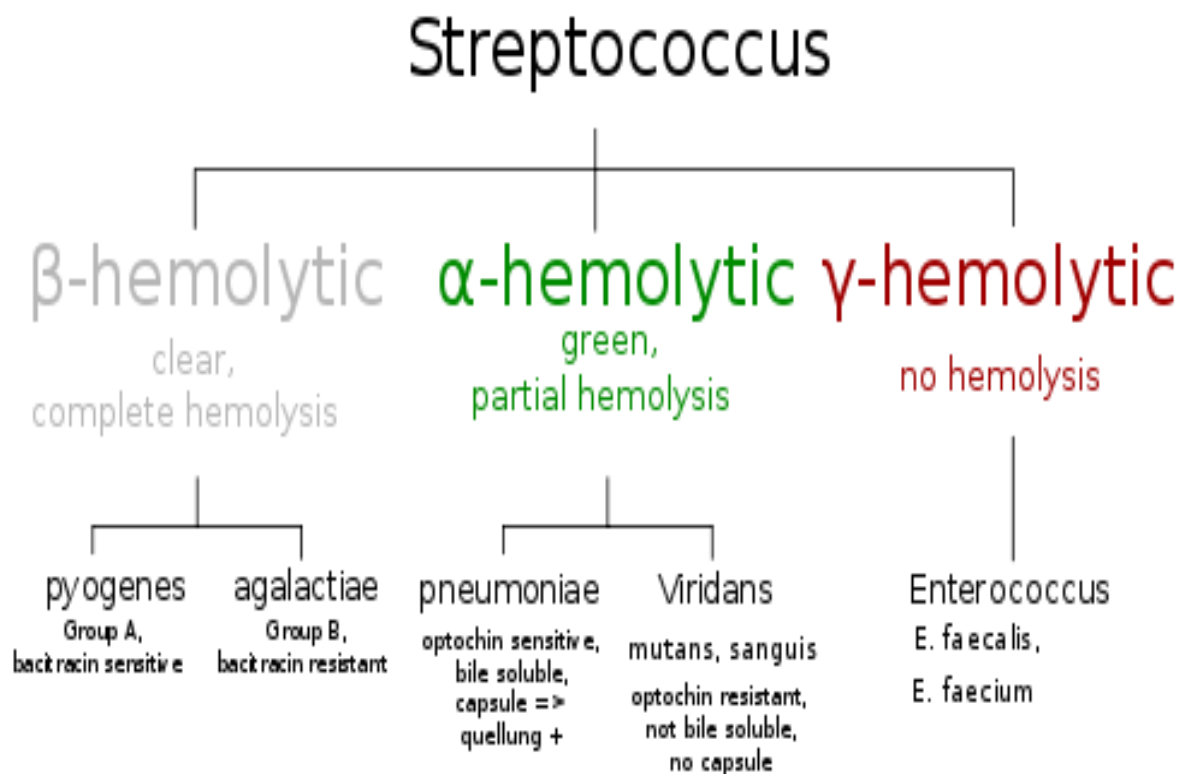 Streptococcus
β-hemolytic
clear,
complete hemolysis
α-hemolytic
green,
partial hemolysis
γ-hemolytic
no hemolysis
pyogenes
Group A,
bacitracin sensitive
agalactiae
Group B,
bacitracin resistant
pneumoniae
optochin sensitive,
bile soluble,
capsule =>
quellung +
Viridans
mutans, sanguis
optochin resistant,
not bile soluble,
no capsule
Enterococcus
E. faecalis,
E. faecium